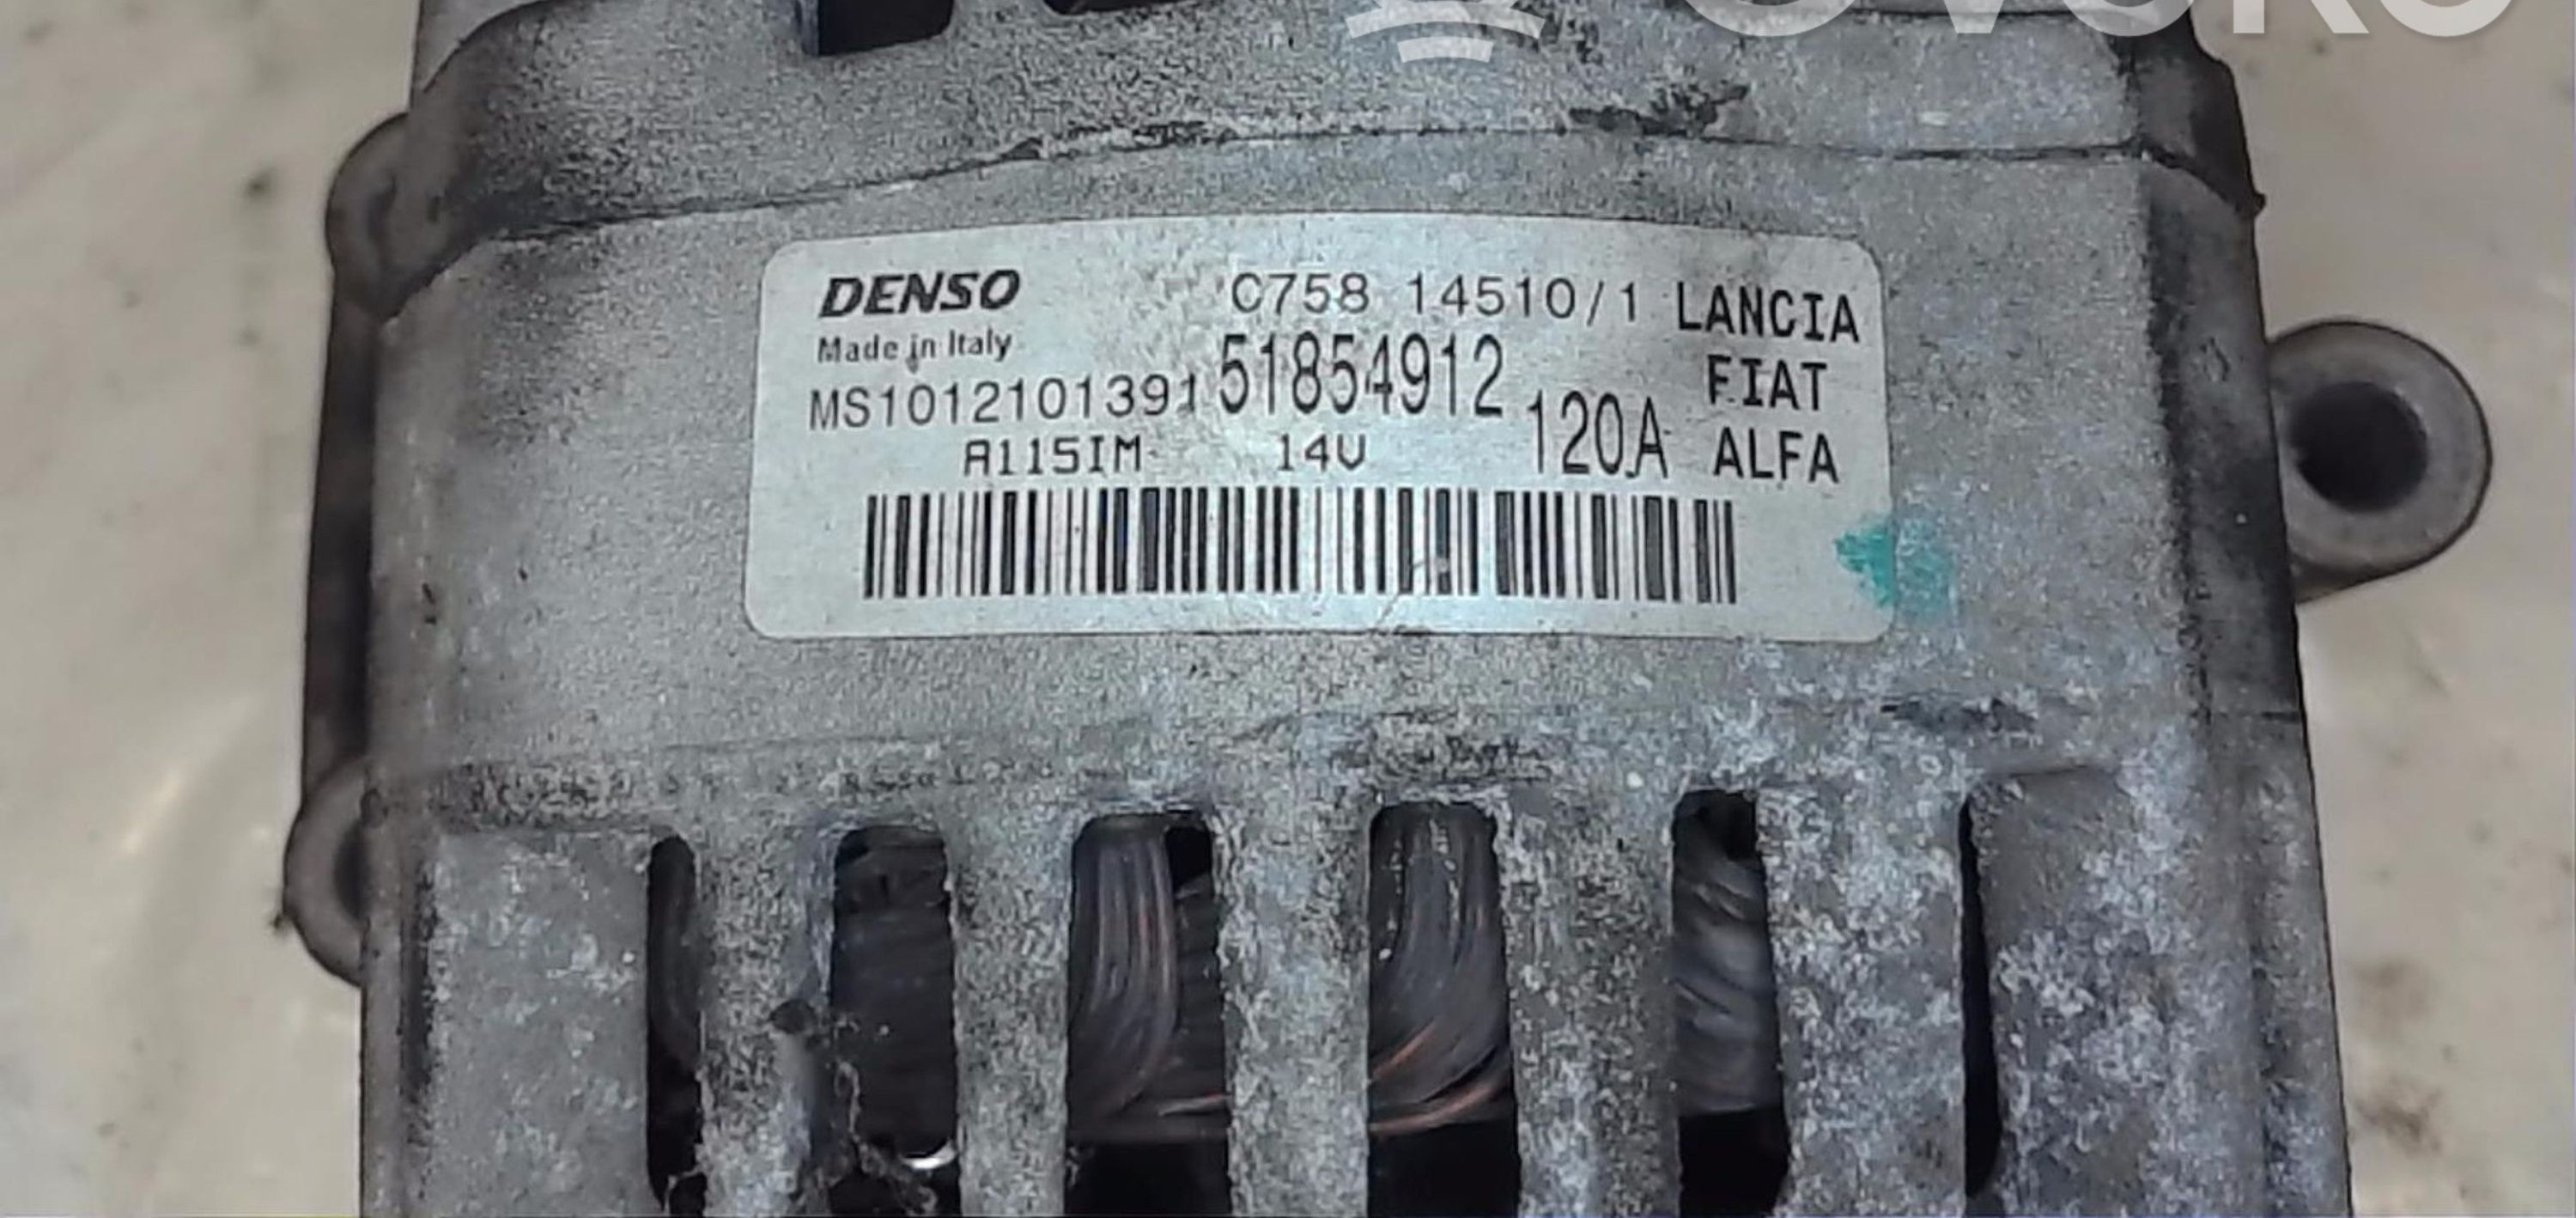 DENSO C758 14510/1 LANCIA
Made in Italy 51854912 FIAT
MS1012101391 120A ALFA
A115IM 14V